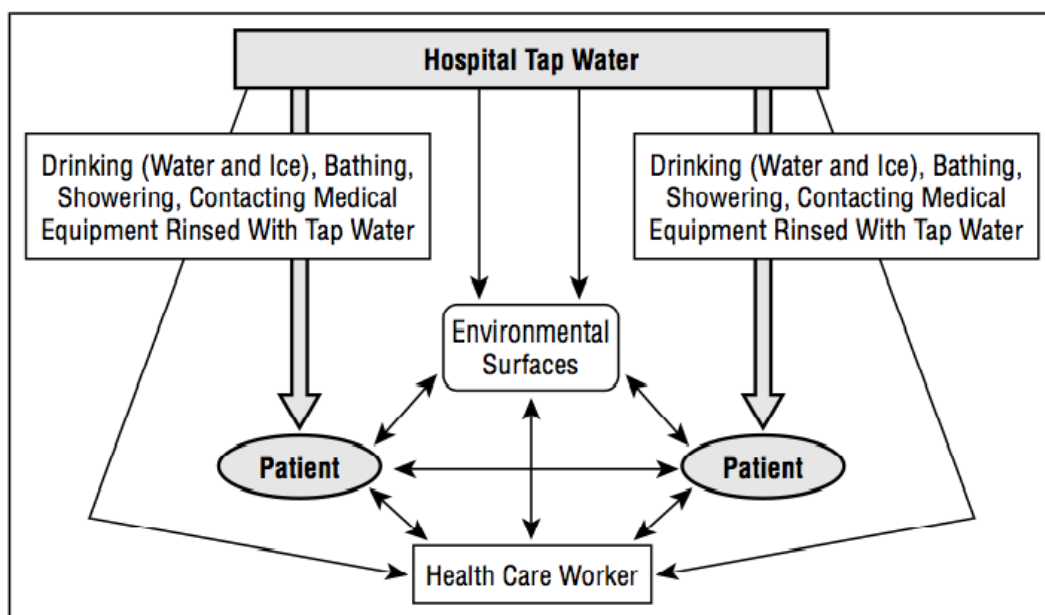 Hospital Tap Water
Drinking (Water and Ice), Bathing,
Showering, Contacting Medical
Equipment Rinsed With Tap Water
Drinking (Water and Ice), Bathing,
Showering, Contacting Medical
Equipment Rinsed With Tap Water
Environmental
Surfaces
Patient
Patient
Health Care Worker